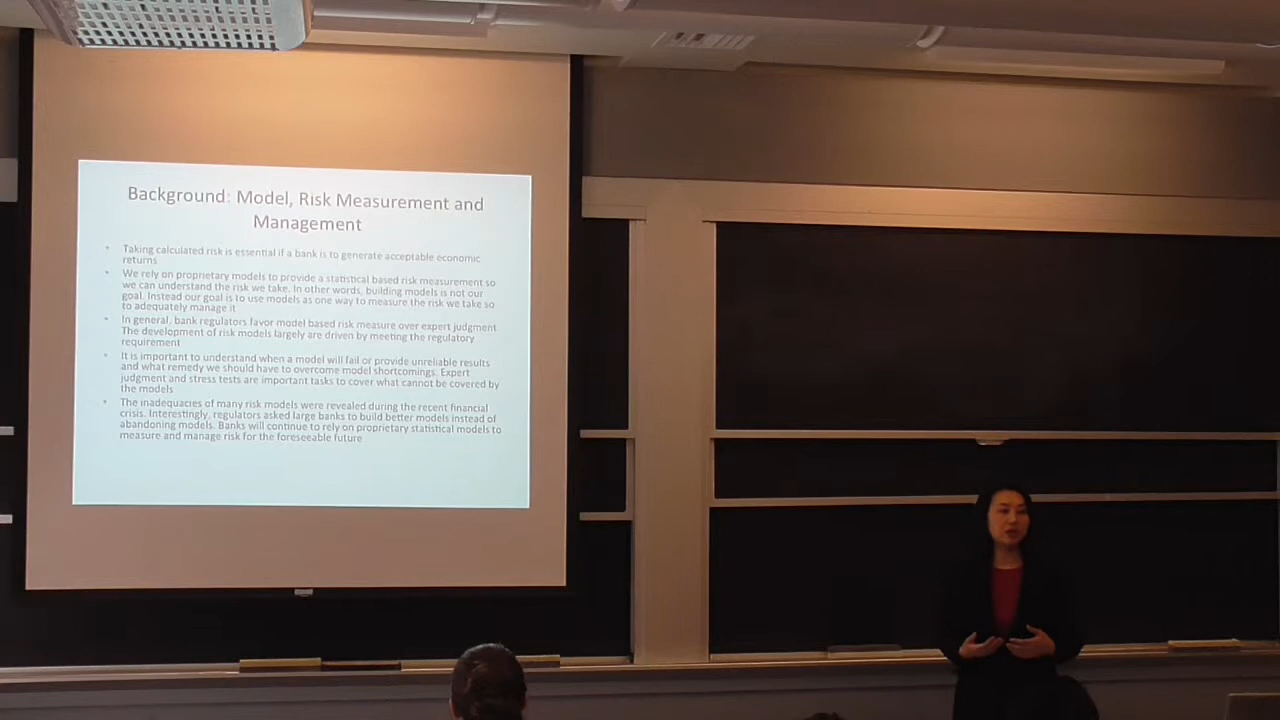 Background: Model, Risk Measurement and
Management
• Taking calculated risk is essential if a bank is to generate acceptable economic
returns
• We rely on proprietary models to provide a statistical based risk measurement so
we can understand the risk we take. In other words, building models is not our
goal. Instead our goal is to use models as one way to measure the risk we take so
to adequately manage it
• In general, bank regulators favor model based risk measure over expert judgment.
The development of risk models largely are driven by meeting the regulatory
requirement
• It is important to understand when a model will fail or provide unreliable results
and what remedy we should have to overcome model shortcomings. Expert
judgment and stress tests are important tasks to cover what cannot be covered by
the models
• The inadequacies of many risk models were revealed during the recent financial
crisis. Interestingly, regulators asked large banks to build better models instead of
abandoning models. Banks will continue to rely on proprietary statistical models to
measure and manage risk for the foreseeable future